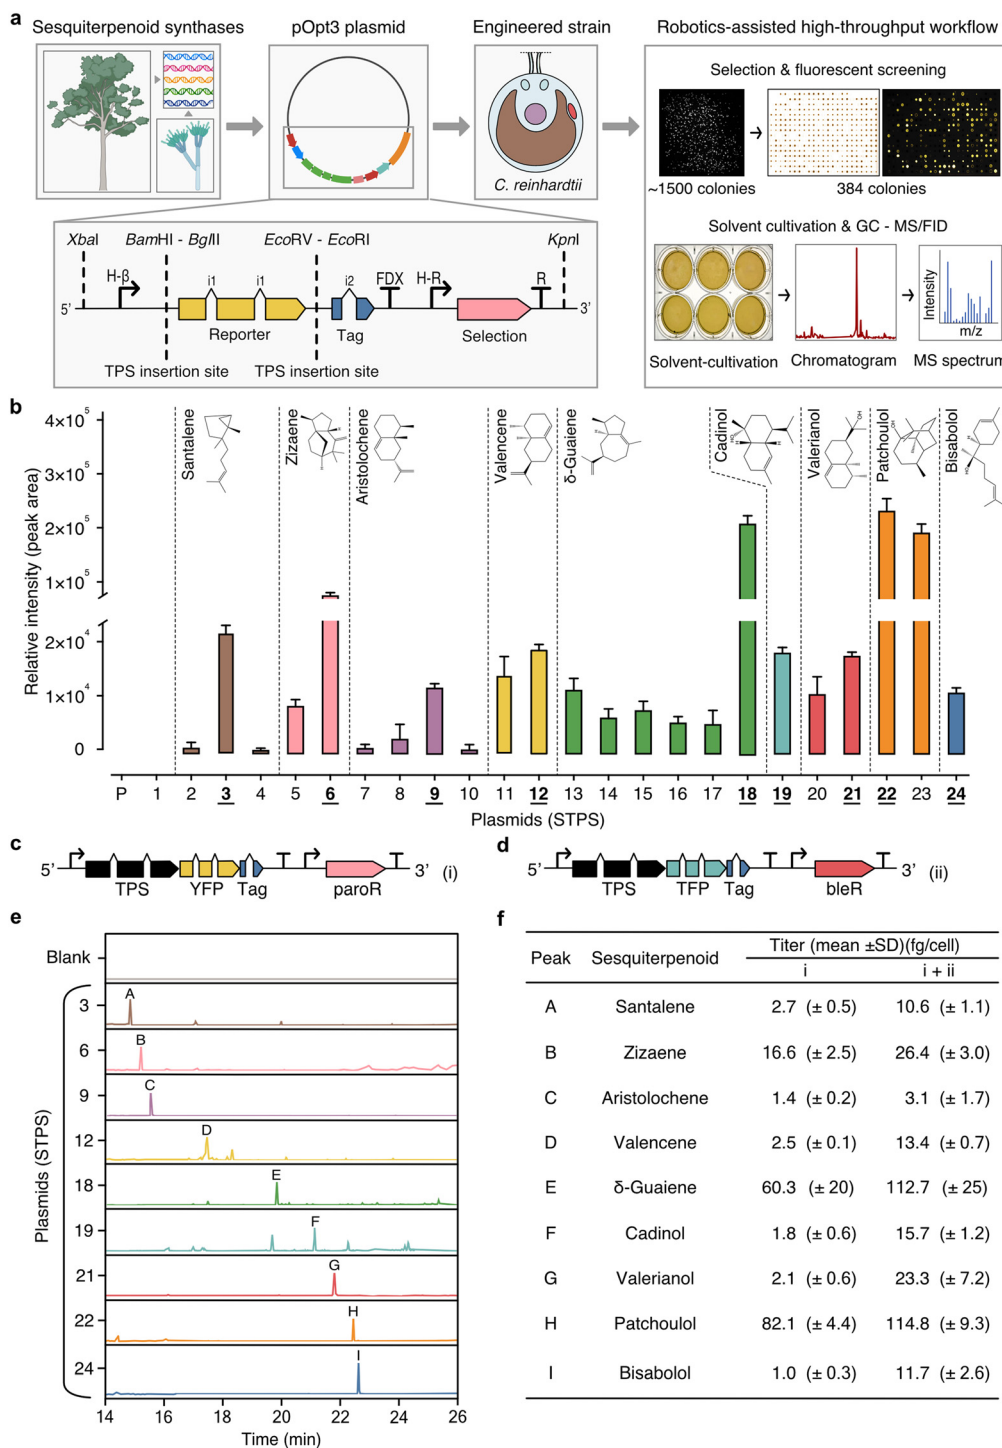 a
Sesquiterpenoid synthases
pOpt3 plasmid
Engineered strain
Robotics-assisted high-throughput workflow
Selection & fluorescent screening
C. reinhardtii
~1500 colonies
384 colonies
XbaI
BamHI - BglII
EcoRV - EcoRI
KpnI
H-β
i1
i1
i2
FDX
H-R
R
5'
3'
Reporter
Tag
Selection
TPS insertion site
TPS insertion site
Solvent cultivation & GC - MS/FID
Intensity
m/z
Solvent-cultivation
Chromatogram
MS spectrum
b
Relative intensity (peak area)
4×10⁵
3×10⁵
2×10⁵
1×10⁵
2×10⁴
1×10⁴
0
Santalene
Zizaene
Aristolochene
Valencene
δ-Guaiene
Cadinol
Valerianol
Patchoulol
Bisabolol
P 1 2 3 4 5 6 7 8 9 10 11 12 13 14 15 16 17 18 19 20 21 22 23 24
Plasmids (STPS)
c
5'
TPS
YFP
Tag
paroR
3'
(i)
d
5'
TPS
TFP
Tag
bleR
3'
(ii)
e
Blank
3
A
6
B
9
C
12
D
18
E
19
F
21
G
22
H
24
I
Plasmids (STPS)
14 16 18 20 22 24 26
Time (min)
f
Peak Sesquiterpenoid Titer (mean ±SD)(fg/cell)
i i + ii
A Santalene 2.7 (± 0.5) 10.6 (± 1.1)
B Zizaene 16.6 (± 2.5) 26.4 (± 3.0)
C Aristolochene 1.4 (± 0.2) 3.1 (± 1.7)
D Valencene 2.5 (± 0.1) 13.4 (± 0.7)
E δ-Guaiene 60.3 (± 20) 112.7 (± 25)
F Cadinol 1.8 (± 0.6) 15.7 (± 1.2)
G Valerianol 2.1 (± 0.6) 23.3 (± 7.2)
H Patchoulol 82.1 (± 4.4) 114.8 (± 9.3)
I Bisabolol 1.0 (± 0.3) 11.7 (± 2.6)